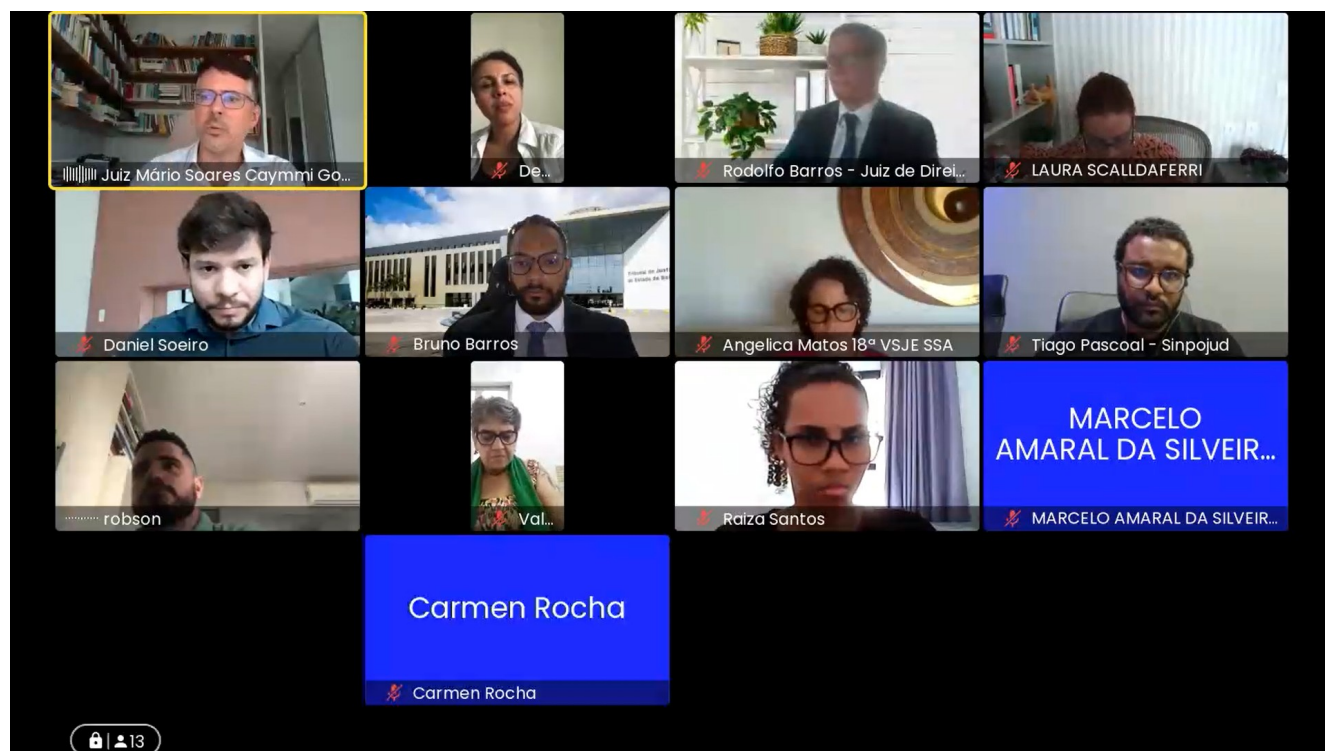 Juiz Mário Soares Caymmi Go...
De...
Rodolfo Barros - Juiz de Direi...
LAURA SCALLDAFERRI
Daniel Soeiro
Bruno Barros
Angelica Matos 18ª VSJE SSA
Tiago Pascoal - Sinpojud
robson
Val...
Raiza Santos
MARCELO
AMARAL DA SILVEIR...
MARCELO AMARAL DA SILVEIR...
Carmen Rocha
Carmen Rocha
13